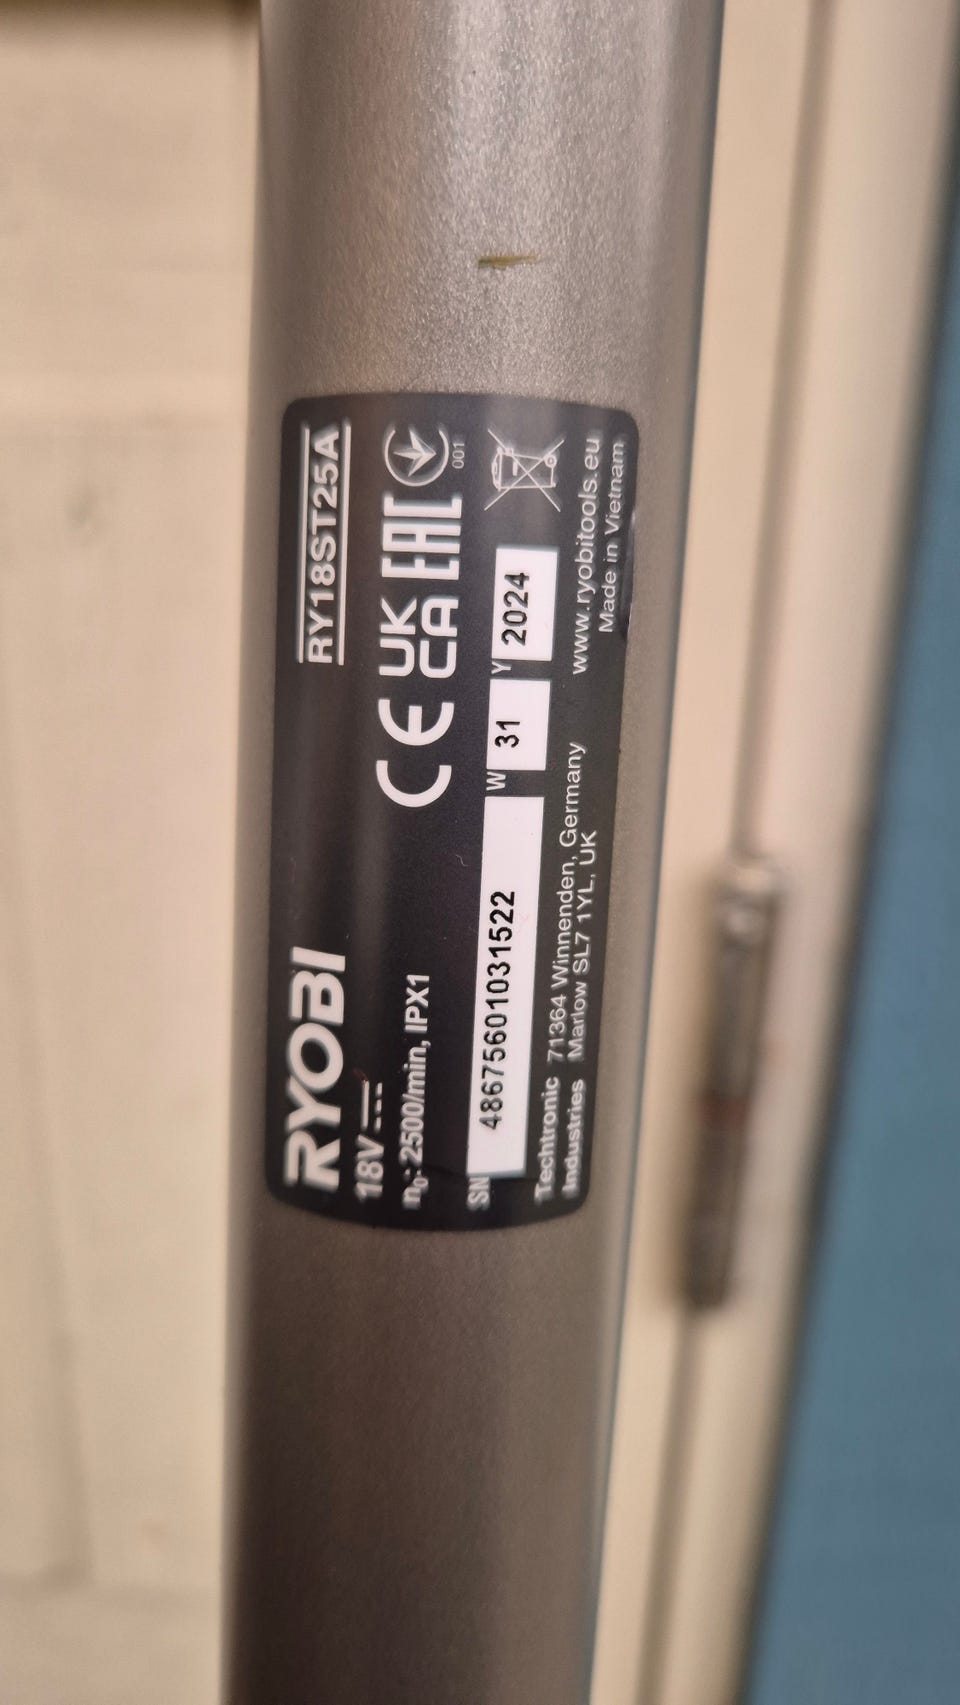 RYOBI
RY18ST25A
18V
n₀: 2500/min, IPX1
CE UK CA EAC
001
SN 48675601031522 W 31 Y 2024
Techtronic Industries
71364 Winnenden, Germany
Marlow SL7 1YL, UK
www.ryobitools.eu
Made in Vietnam